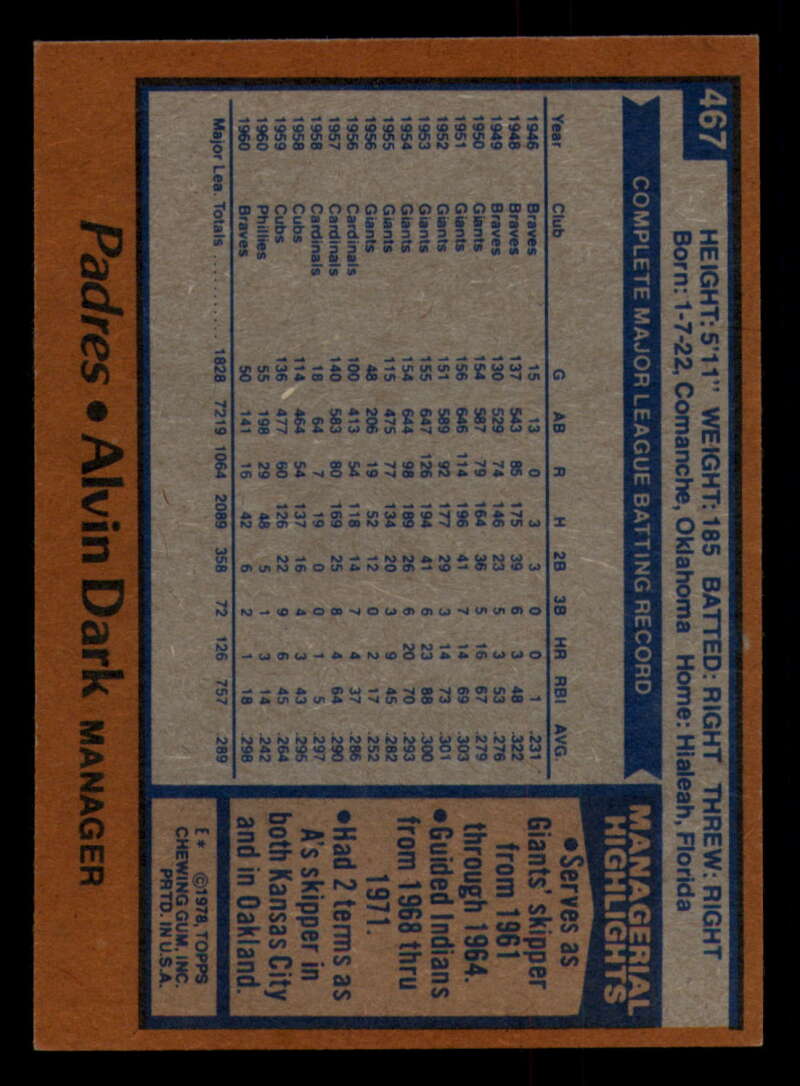 467
HEIGHT: 5'11" WEIGHT: 185 BATTED: RIGHT THREW: RIGHT
Born: 1-7-22, Comanche, Oklahoma Home: Hialeah, Florida
COMPLETE MAJOR LEAGUE BATTING RECORD
Year Club G AB R H 2B 3B HR RBI AVG.
1946 Braves 15 13 0 3 3 0 0 1 .231
1948 Braves 137 543 85 175 39 6 3 48 .322
1949 Braves 130 529 74 146 23 5 3 53 .276
1950 Giants 154 587 79 164 36 5 16 67 .279
1951 Giants 156 646 114 196 41 7 14 69 .303
1952 Giants 151 589 92 177 29 3 14 73 .301
1953 Giants 155 647 126 194 41 6 23 88 .300
1954 Giants 154 644 98 189 26 6 20 70 .293
1955 Giants 115 475 77 134 20 3 9 45 .282
1956 Giants 48 206 19 52 12 0 2 17 .252
1956 Cardinals 100 413 54 118 14 7 4 37 .286
1957 Cardinals 140 583 80 169 25 8 4 64 .290
1958 Cardinals 18 64 7 19 0 0 1 5 .297
1958 Cubs 114 464 54 137 16 4 3 43 .295
1959 Cubs 136 477 60 126 22 9 6 45 .264
1960 Phillies 55 198 29 48 5 1 3 14 .242
1960 Braves 50 141 16 42 6 2 1 18 .298
Major Lea. Totals ............ 1828 7219 1064 2089 358 72 126 757 .289
MANAGERIAL
HIGHLIGHTS
•Serves as
Giants' skipper
from 1961
through 1964.
•Guided Indians
from 1968 thru
1971.
•Had 2 terms as
A's skipper in
both Kansas City
and in Oakland.
E* ©1978, TOPPS
CHEWING GUM, INC.
PRTD. IN U.S.A.
Padres • Alvin Dark MANAGER